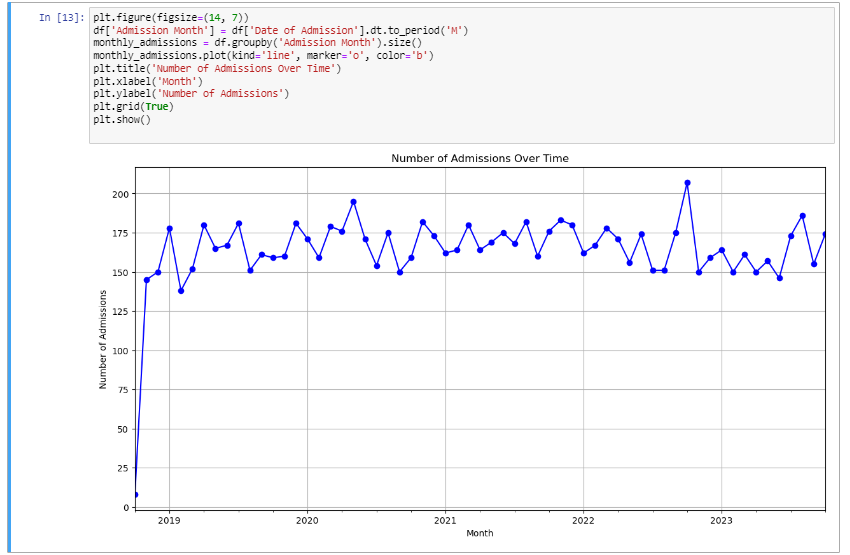 In [13]: plt.figure(figsize=(14, 7))
df['Admission Month'] = df['Date of Admission'].dt.to_period('M')
monthly_admissions = df.groupby('Admission Month').size()
monthly_admissions.plot(kind='line', marker='o', color='b')
plt.title('Number of Admissions Over Time')
plt.xlabel('Month')
plt.ylabel('Number of Admissions')
plt.grid(True)
plt.show()
Number of Admissions Over Time
Number of Admissions
200
175
150
125
100
75
50
25
0
2019 2020 2021 2022 2023
Month